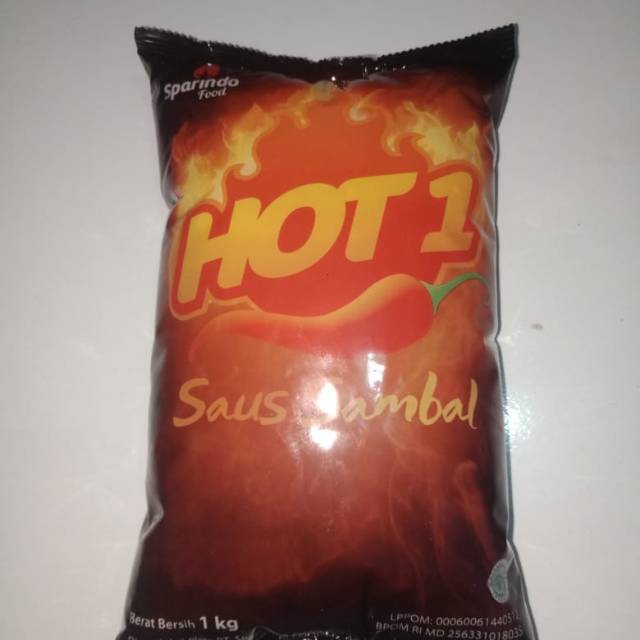 Sparindo
Food
HOT 1
Saus Sambal
Berat Bersih 1 kg
LPPOM:
BPOM RI MD